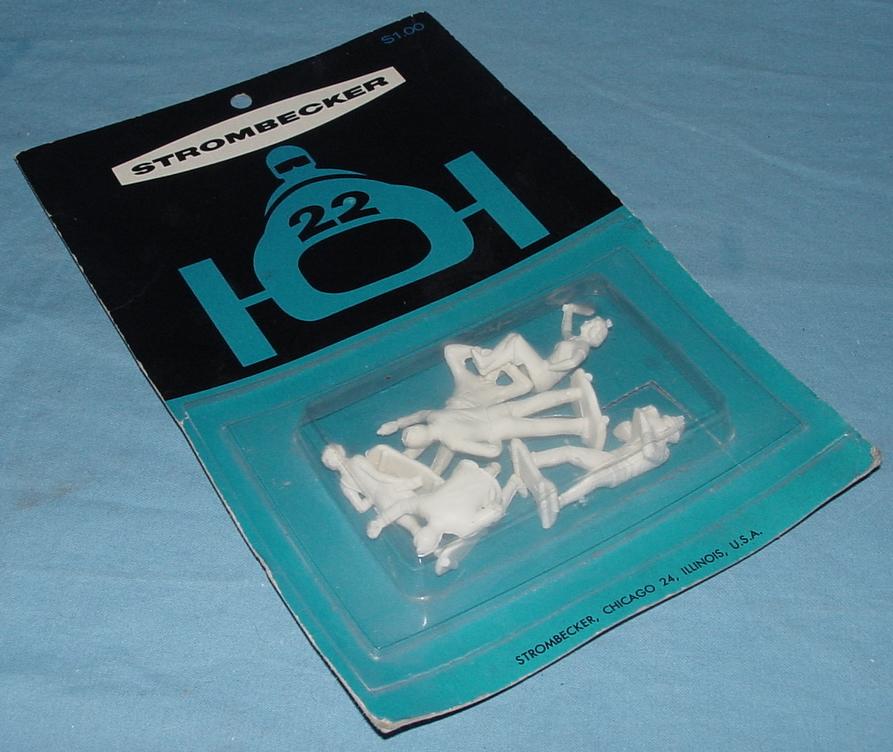 $1.00
STROMBECKER
22
STROMBECKER, CHICAGO 24, ILLINOIS, U.S.A.